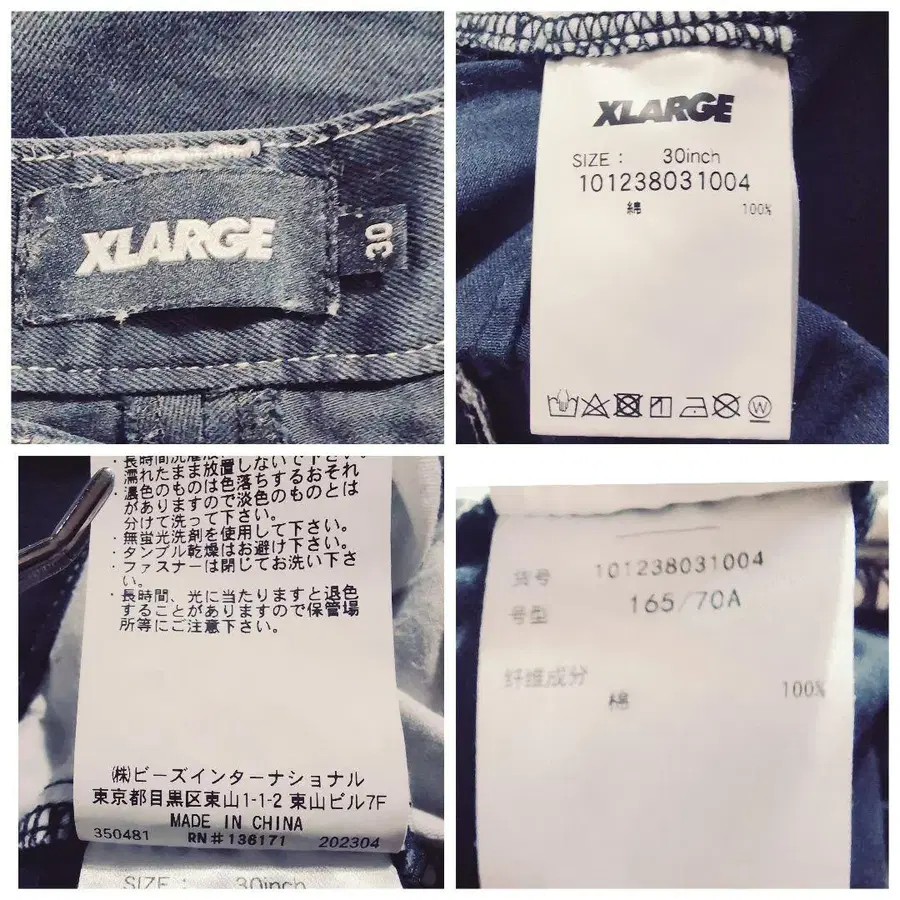 XLARGE
30
XLARGE
SIZE : 30inch
101238031004
綿 100%
W
濡れたまま放置しないで下さい。
・濃色のものは色落ちするおそれ
がありますので淡色のものとは
分けて洗って下さい。
・無蛍光洗剤を使用して下さい。
・タンブル乾燥はお避け下さい。
・ファスナーは閉じてお洗い下さ
い。
・長時間、光に当たりますと退色
することがありますので保管場
所等にご注意下さい。
㈱ビーズインターナショナル
東京都目黒区東山1-1-2 東山ビル7F
MADE IN CHINA
350481 RN#136171 202304
SIZE : 30inch
货号 101238031004
号型 165/70A
纤维成分
棉 100%